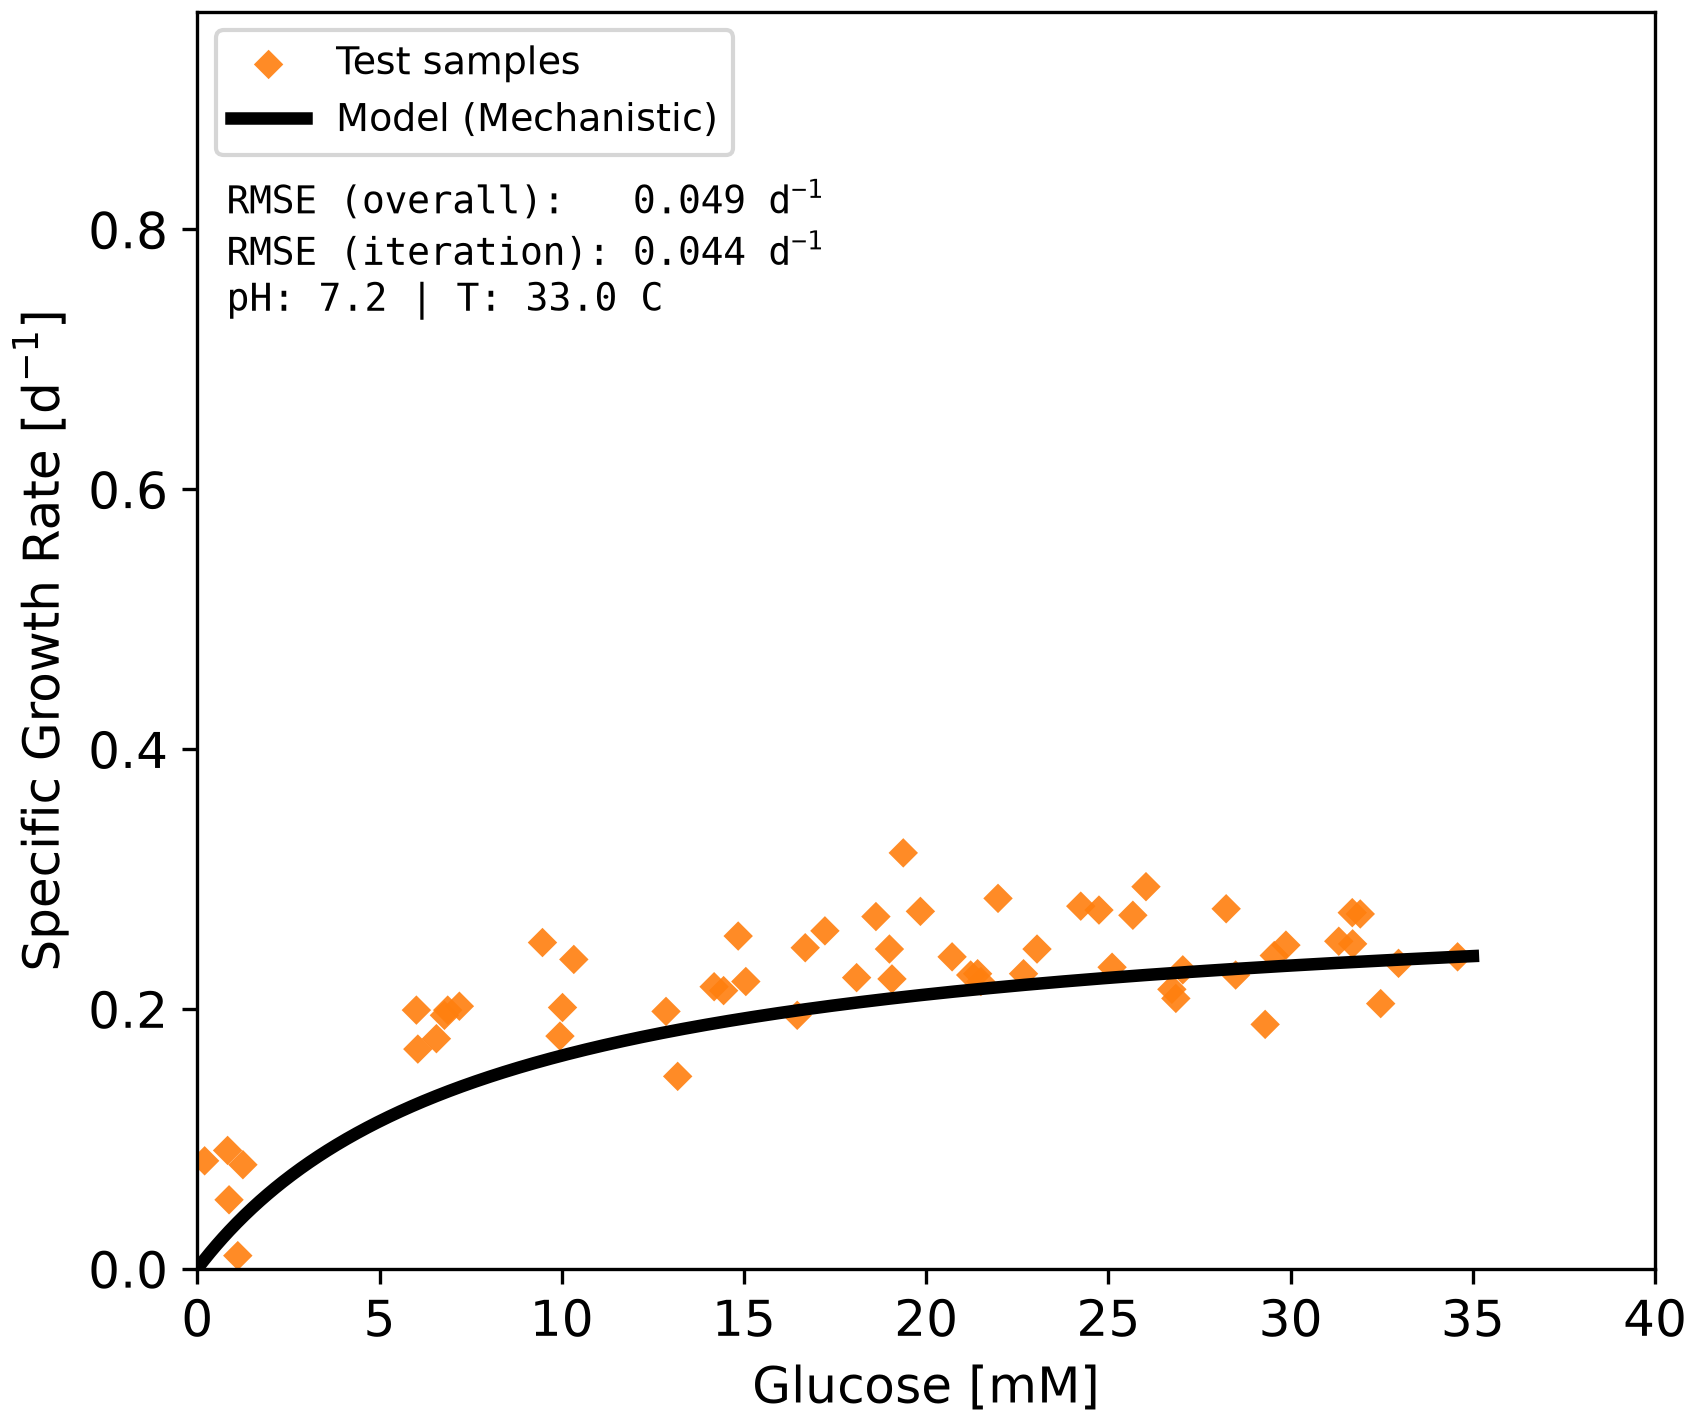 Test samples
Model (Mechanistic)
RMSE (overall):   0.049 d⁻¹
RMSE (iteration): 0.044 d⁻¹
pH: 7.2 | T: 33.0 C
Specific Growth Rate [d⁻¹]
0.8
0.6
0.4
0.2
0.0
0 5 10 15 20 25 30 35 40
Glucose [mM]